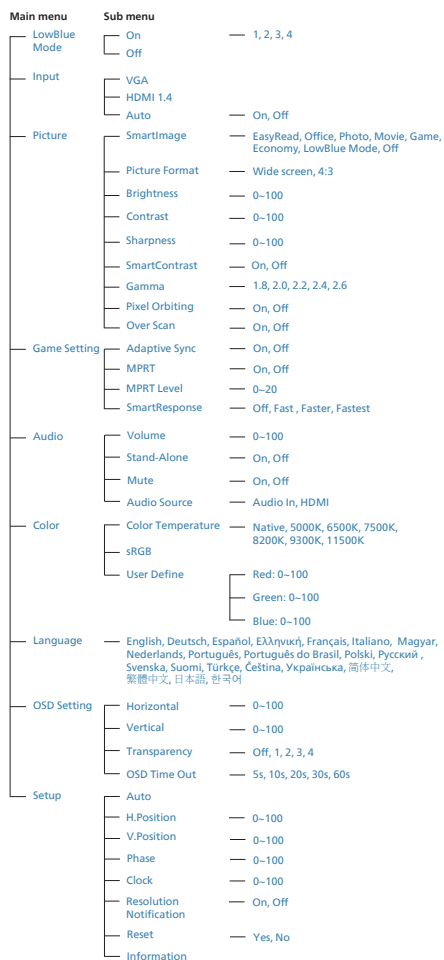 Main menu Sub menu
LowBlue Mode On 1, 2, 3, 4
Off
Input VGA
HDMI 1.4
Auto On, Off
Picture SmartImage EasyRead, Office, Photo, Movie, Game,
Economy, LowBlue Mode, Off
Picture Format Wide screen, 4:3
Brightness 0~100
Contrast 0~100
Sharpness 0~100
SmartContrast On, Off
Gamma 1.8, 2.0, 2.2, 2.4, 2.6
Pixel Orbiting On, Off
Over Scan On, Off
Game Setting Adaptive Sync On, Off
MPRT On, Off
MPRT Level 0~20
SmartResponse Off, Fast , Faster, Fastest
Audio Volume 0~100
Stand-Alone On, Off
Mute On, Off
Audio Source Audio In, HDMI
Color Color Temperature Native, 5000K, 6500K, 7500K,
8200K, 9300K, 11500K
sRGB
User Define Red: 0~100
Green: 0~100
Blue: 0~100
Language English, Deutsch, Español, Ελληνική, Français, Italiano, Magyar,
Nederlands, Português, Português do Brasil, Polski, Русский ,
Svenska, Suomi, Türkçe, Čeština, Українська, 简体中文,
繁體中文, 日本語, 한국어
OSD Setting Horizontal 0~100
Vertical 0~100
Transparency Off, 1, 2, 3, 4
OSD Time Out 5s, 10s, 20s, 30s, 60s
Setup Auto
H.Position 0~100
V.Position 0~100
Phase 0~100
Clock 0~100
Resolution On, Off
Notification
Reset Yes, No
Information